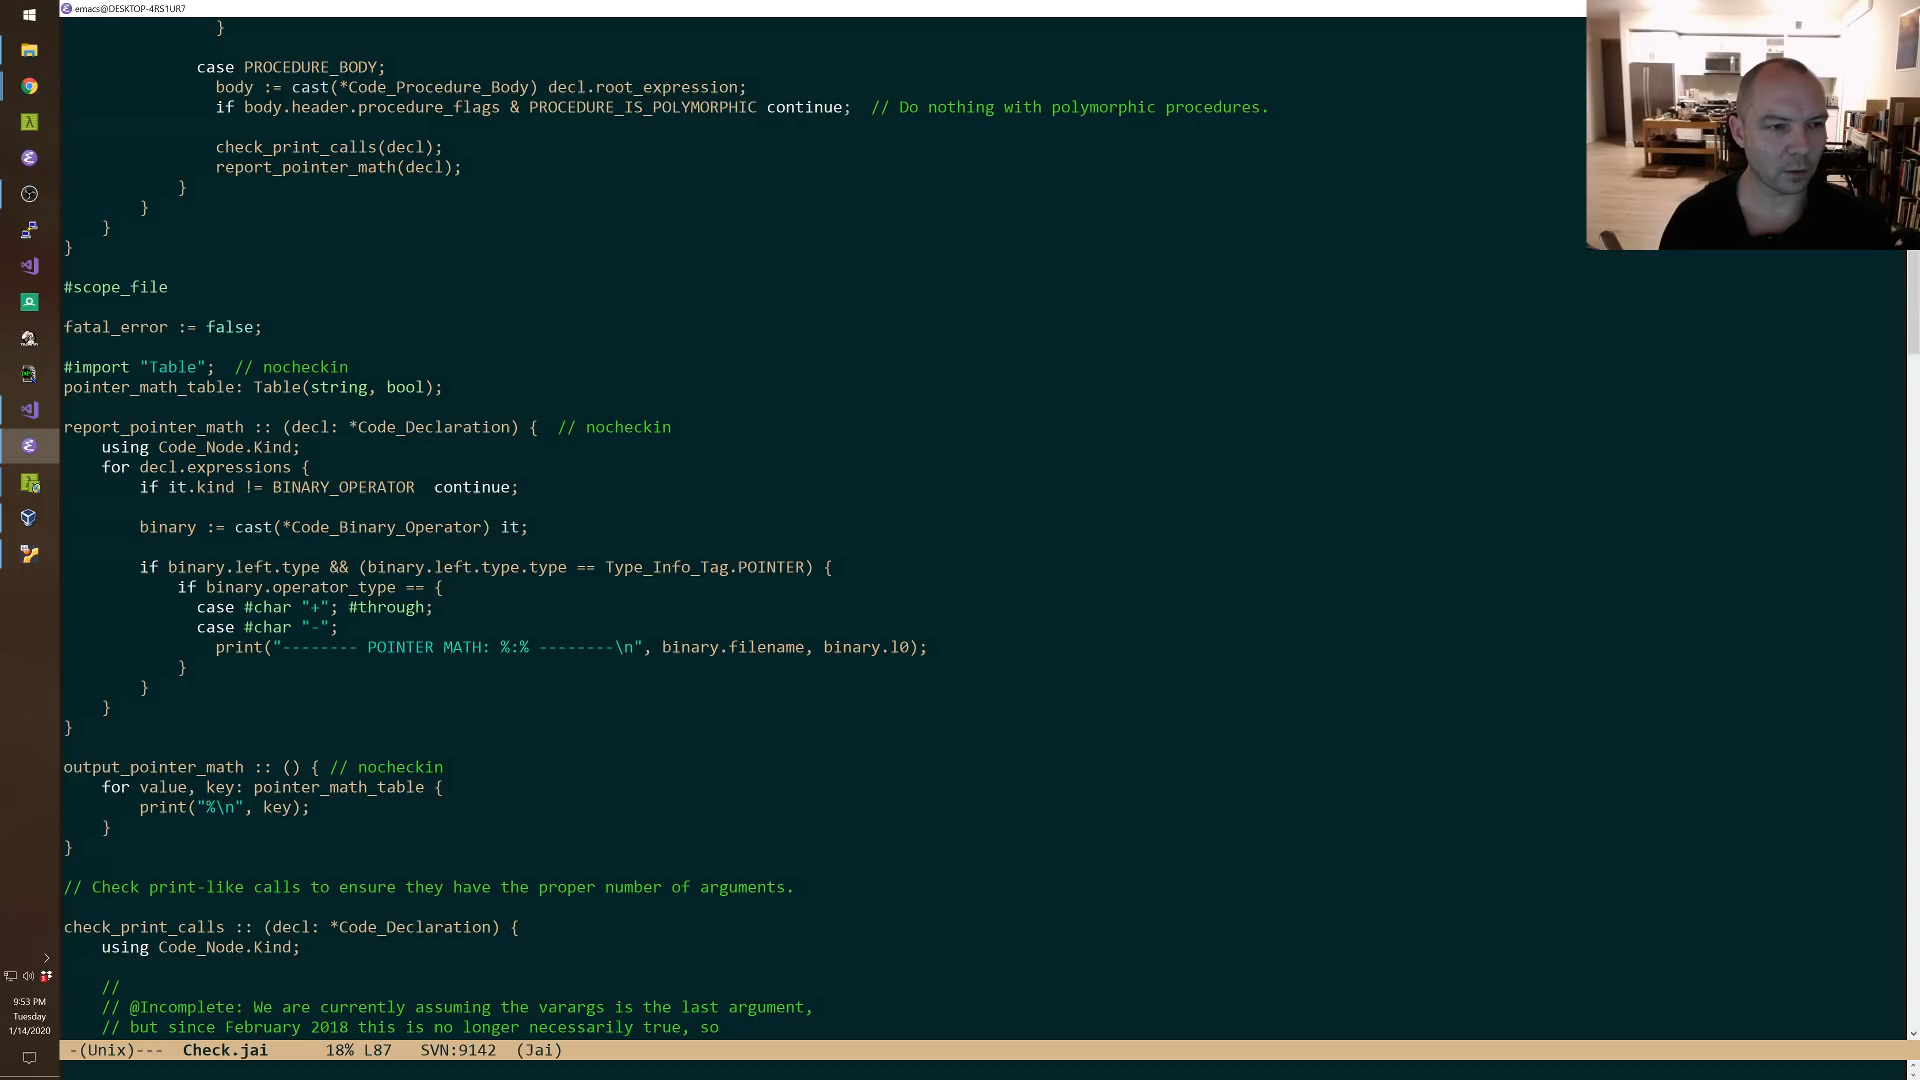 emacs@DESKTOP-4RS1UR7
}
case PROCEDURE_BODY;
body := cast(*Code_Procedure_Body) decl.root_expression;
if body.header.procedure_flags & PROCEDURE_IS_POLYMORPHIC continue;  // Do nothing with polymorphic procedures.
check_print_calls(decl);
report_pointer_math(decl);
}
}
}
}
#scope_file
fatal_error := false;
#import "Table";  // nocheckin
pointer_math_table: Table(string, bool);
report_pointer_math :: (decl: *Code_Declaration) {  // nocheckin
using Code_Node.Kind;
for decl.expressions {
if it.kind != BINARY_OPERATOR  continue;
binary := cast(*Code_Binary_Operator) it;
if binary.left.type && (binary.left.type.type == Type_Info_Tag.POINTER) {
if binary.operator_type == {
case #char "+"; #through;
case #char "-";
print("-------- POINTER MATH: %:% --------\n", binary.filename, binary.l0);
}
}
}
}
output_pointer_math :: () { // nocheckin
for value, key: pointer_math_table {
print("%\n", key);
}
}
// Check print-like calls to ensure they have the proper number of arguments.
check_print_calls :: (decl: *Code_Declaration) {
using Code_Node.Kind;
//
// @Incomplete: We are currently assuming the varargs is the last argument,
// but since February 2018 this is no longer necessarily true, so
-(Unix)---  Check.jai      18% L87   SVN:9142  (Jai)
9:53 PM
Tuesday
1/14/2020